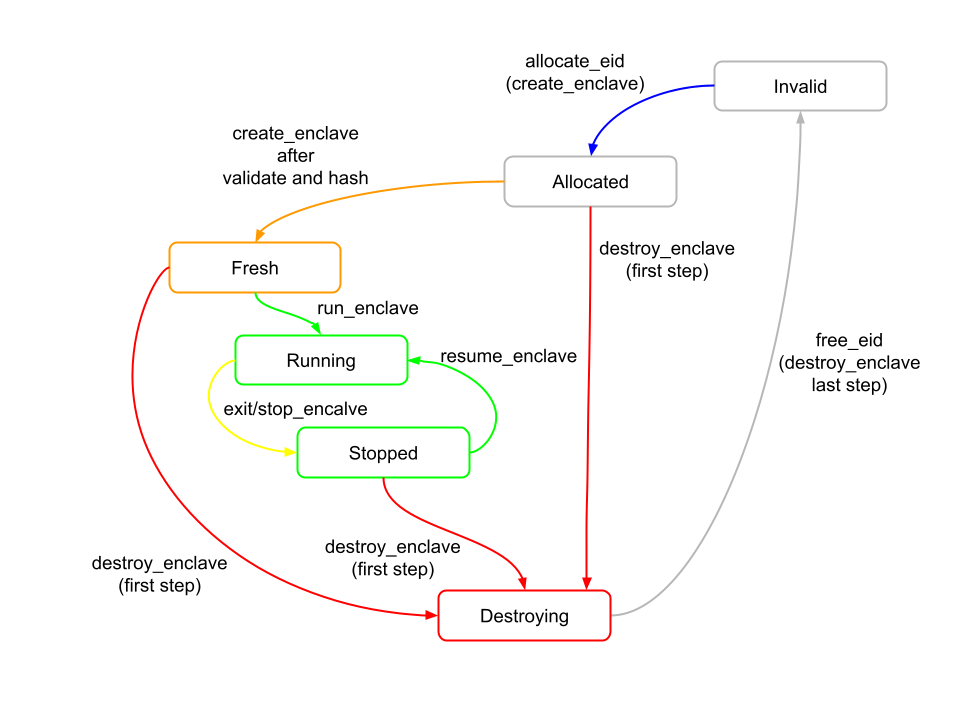 allocate_eid
(create_enclave)
Invalid
create_enclave
after
validate and hash
Allocated
destroy_enclave
(first step)
Fresh
run_enclave
Running
resume_enclave
free_eid
(destroy_enclave
last step)
exit/stop_encalve
Stopped
destroy_enclave
(first step)
destroy_enclave
(first step)
Destroying